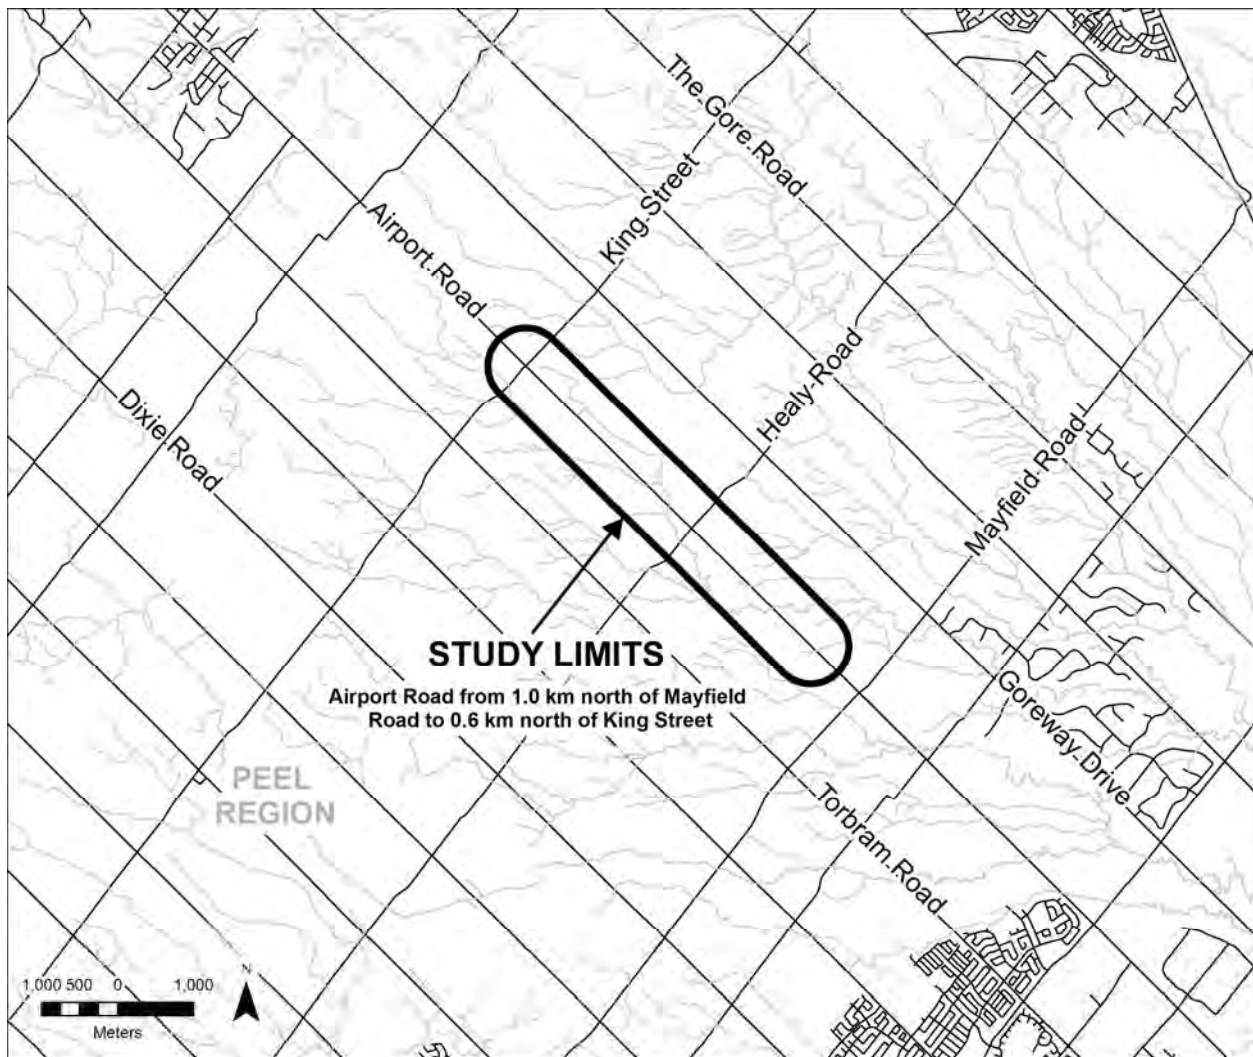 The Gore Road
King Street
Airport Road
Healy Road
Dixie Road
Mayfield Road
STUDY LIMITS
Airport Road from 1.0 km north of Mayfield
Road to 0.6 km north of King Street
Goreway Drive
PEEL
REGION
Torbram Road
N
1,000 500 0 1,000
Meters